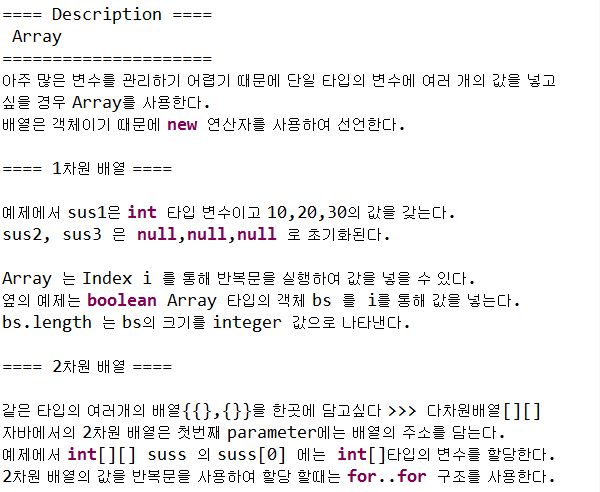 ==== Description ====
Array
=====================
아주 많은 변수를 관리하기 어렵기 때문에 단일 타입의 변수에 여러 개의 값을 넣고
싶을 경우 Array를 사용한다.
배열은 객체이기 때문에 new 연산자를 사용하여 선언한다.
==== 1차원 배열 ====
예제에서 sus1은 int 타입 변수이고 10,20,30의 값을 갖는다.
sus2, sus3 은 null,null,null 로 초기화된다.
Array 는 Index i 를 통해 반복문을 실행하여 값을 넣을 수 있다.
옆의 예제는 boolean Array 타입의 객체 bs 를 i를 통해 값을 넣는다.
bs.length 는 bs의 크기를 integer 값으로 나타낸다.
==== 2차원 배열 ====
같은 타입의 여러개의 배열{{},{}}을 한곳에 담고싶다 >>> 다차원배열[][]
자바에서의 2차원 배열은 첫번째 parameter에는 배열의 주소를 담는다.
예제에서 int[][] suss 의 suss[0] 에는 int[]타입의 변수를 할당한다.
2차원 배열의 값을 반복문을 사용하여 할당 할때는 for..for 구조를 사용한다.